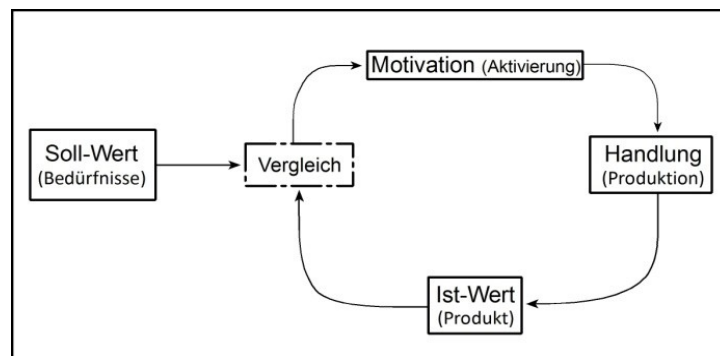 Motivation (Aktivierung)
Soll-Wert
(Bedürfnisse)
Vergleich
Handlung
(Produktion)
Ist-Wert
(Produkt)